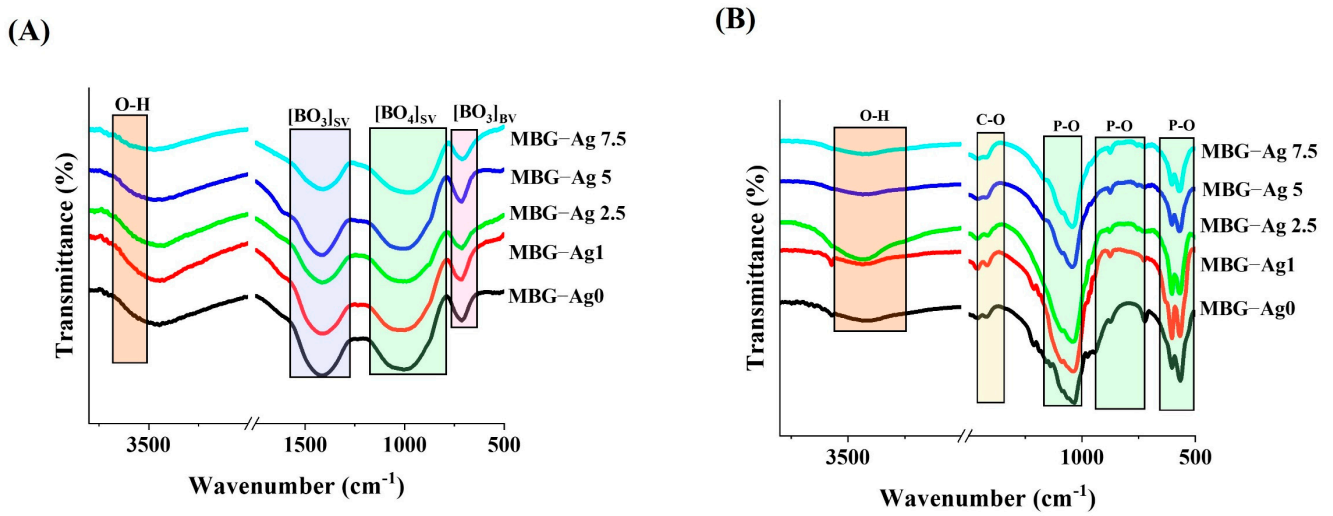 (A)
O-H
[BO₃]SV
[BO₄]SV
[BO₃]BV
MBG−Ag 7.5
MBG−Ag 5
MBG−Ag 2.5
MBG−Ag1
MBG−Ag0
Transmittance (%)
3500
1500
1000
500
Wavenumber (cm⁻¹)
(B)
O-H
C-O
P-O
P-O
P-O
MBG−Ag 7.5
MBG−Ag 5
MBG−Ag 2.5
MBG−Ag1
MBG−Ag0
Transmittance (%)
3500
1000
500
Wavenumber (cm⁻¹)